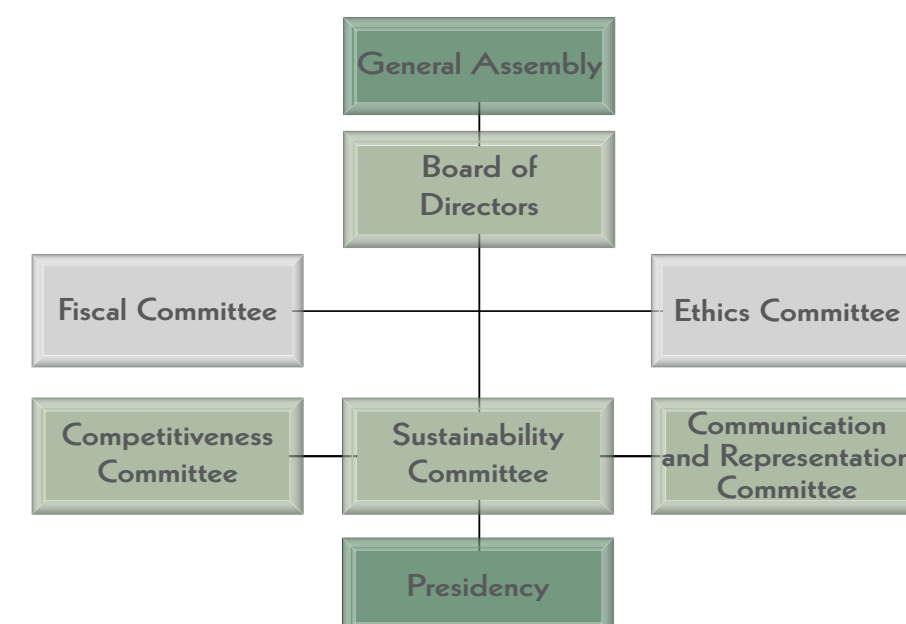 General Assembly
Board of
Directors
Fiscal Committee
Ethics Committee
Competitiveness
Committee
Sustainability
Committee
Communication
and Representation
Committee
Presidency